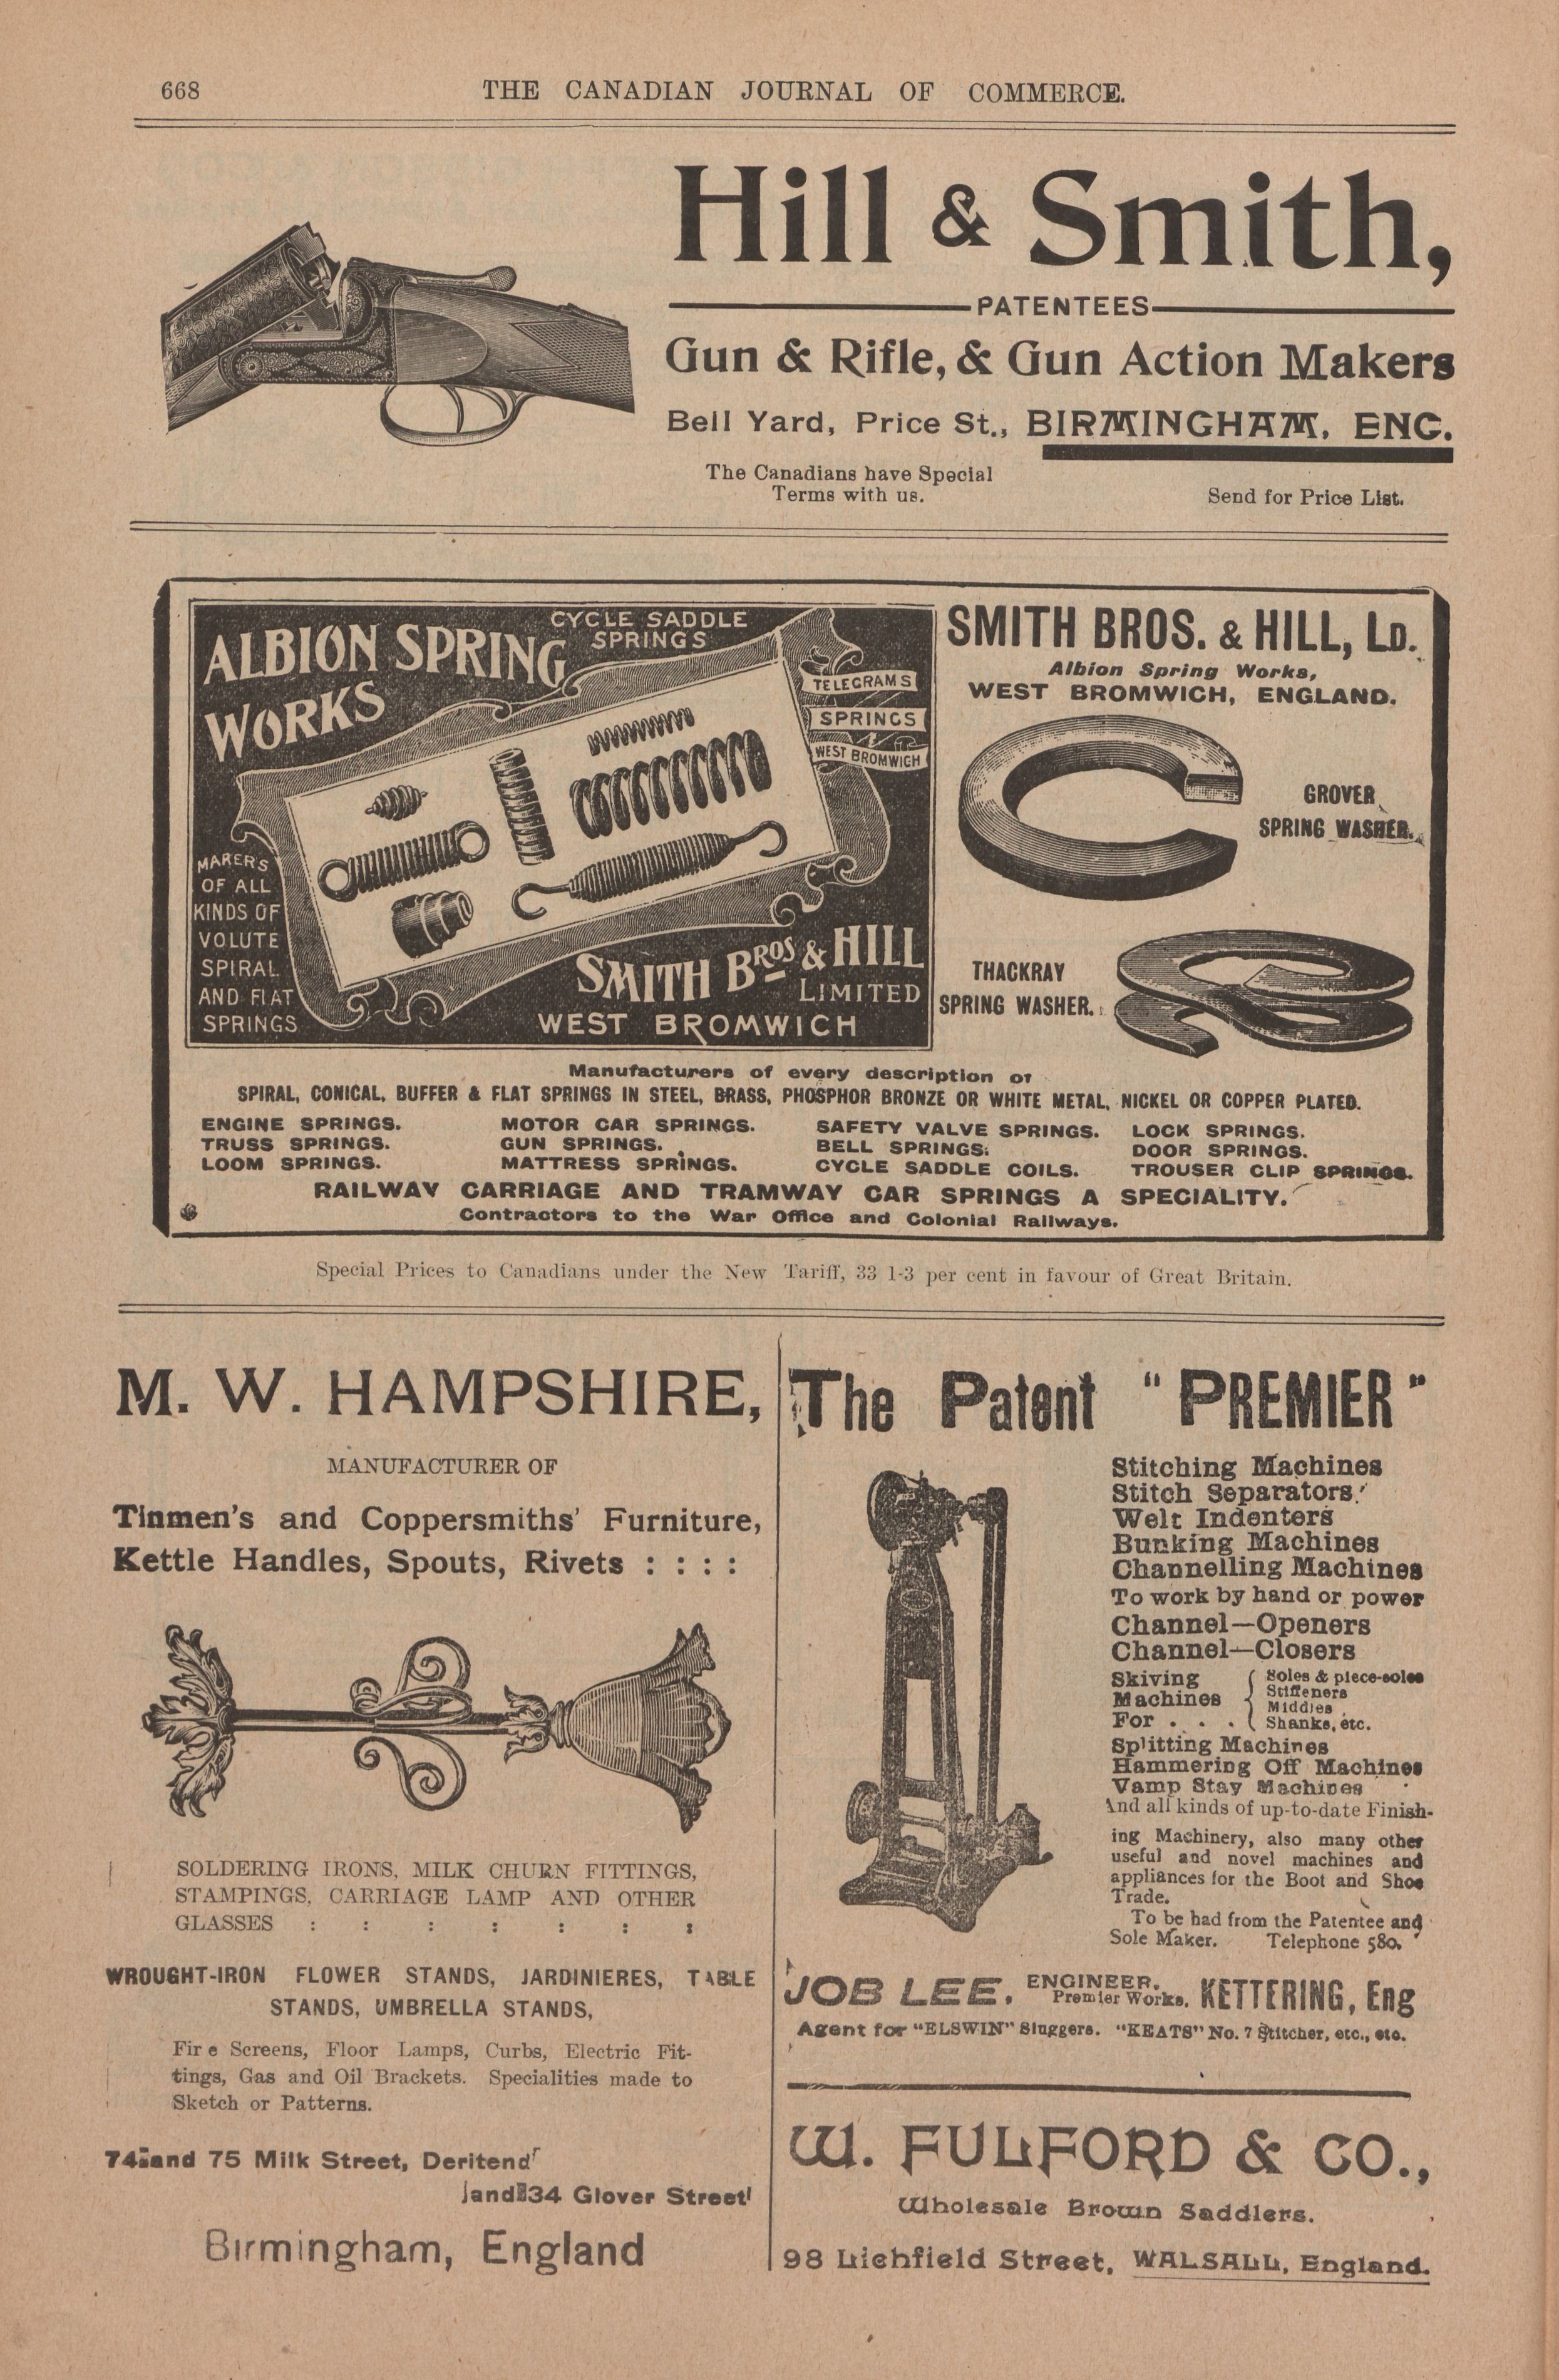 668 THE CANADIAN JOURNAL OF COMMERCE.
Hill & Smith,
PATENTEES
Gun & Rifle, & Gun Action Makers
Bell Yard, Price St., BIRMINGHAM, ENG.
The Canadians have Special
Terms with us.
Send for Price List.
ALBION SPRING
WORKS
CYCLE SADDLE
SPRINGS
TELEGRAMS
SPRINGS
WEST BROMWICH
MAKERS
OF ALL
KINDS OF
VOLUTE
SPIRAL
AND FLAT
SPRINGS
SMITH BROS & HILL
LIMITED
WEST BROMWICH
SMITH BROS. & HILL, LD.
Albion Spring Works,
WEST BROMWICH, ENGLAND.
GROVER
SPRING WASHER.
THACKRAY
SPRING WASHER.
Manufacturers of every description of
SPIRAL, CONICAL, BUFFER & FLAT SPRINGS IN STEEL, BRASS, PHOSPHOR BRONZE OR WHITE METAL, NICKEL OR COPPER PLATED.
ENGINE SPRINGS. MOTOR CAR SPRINGS. SAFETY VALVE SPRINGS. LOCK SPRINGS.
TRUSS SPRINGS. GUN SPRINGS. BELL SPRINGS. DOOR SPRINGS.
LOOM SPRINGS. MATTRESS SPRINGS. CYCLE SADDLE COILS. TROUSER CLIP SPRINGS.
RAILWAY CARRIAGE AND TRAMWAY CAR SPRINGS A SPECIALITY.
Contractors to the War Office and Colonial Railways.
Special Prices to Canadians under the New Tariff, 33 1-3 per cent in favour of Great Britain.
M. W. HAMPSHIRE,
MANUFACTURER OF
Tinmen's and Coppersmiths' Furniture,
Kettle Handles, Spouts, Rivets : : : :
SOLDERING IRONS, MILK CHURN FITTINGS,
STAMPINGS, CARRIAGE LAMP AND OTHER
GLASSES : : : : : : :
WROUGHT-IRON FLOWER STANDS, JARDINIERES, TABLE
STANDS, UMBRELLA STANDS,
Fire Screens, Floor Lamps, Curbs, Electric Fit-
tings, Gas and Oil Brackets. Specialities made to
Sketch or Patterns.
74 and 75 Milk Street, Deritend
and 34 Glover Street
Birmingham, England
The Patent "PREMIER"
Stitching Machines
Stitch Separators
Welt Indenters
Bunking Machines
Channelling Machines
To work by hand or power
Channel—Openers
Channel—Closers
Skiving Machines For . . . { Soles & piece-soles
Stiffeners
Middles
Shanks, etc.
Splitting Machines
Hammering Off Machines
Vamp Stay Machines
And all kinds of up-to-date Finish-
ing Machinery, also many other
useful and novel machines and
appliances for the Boot and Shoe
Trade.
To be had from the Patentee and
Sole Maker. Telephone 580.
JOB LEE, ENGINEER, Premier Works, KETTERING, Eng
Agent for "ELSWIN" Sluggers. "KEATS" No. 7 Stitcher, etc., etc.
W. FULFORD & CO.,
Wholesale Brown Saddlers.
98 Lichfield Street, WALSALL, England.